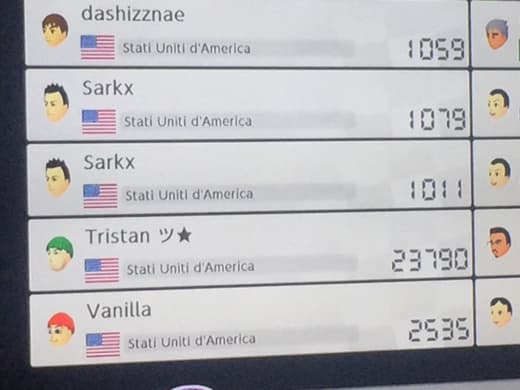 dashizznae
Stati Uniti d'America 1059
Sarkx
Stati Uniti d'America 1079
Sarkx
Stati Uniti d'America 1011
Tristan ツ★
Stati Uniti d'America 23790
Vanilla
Stati Uniti d'America 2535